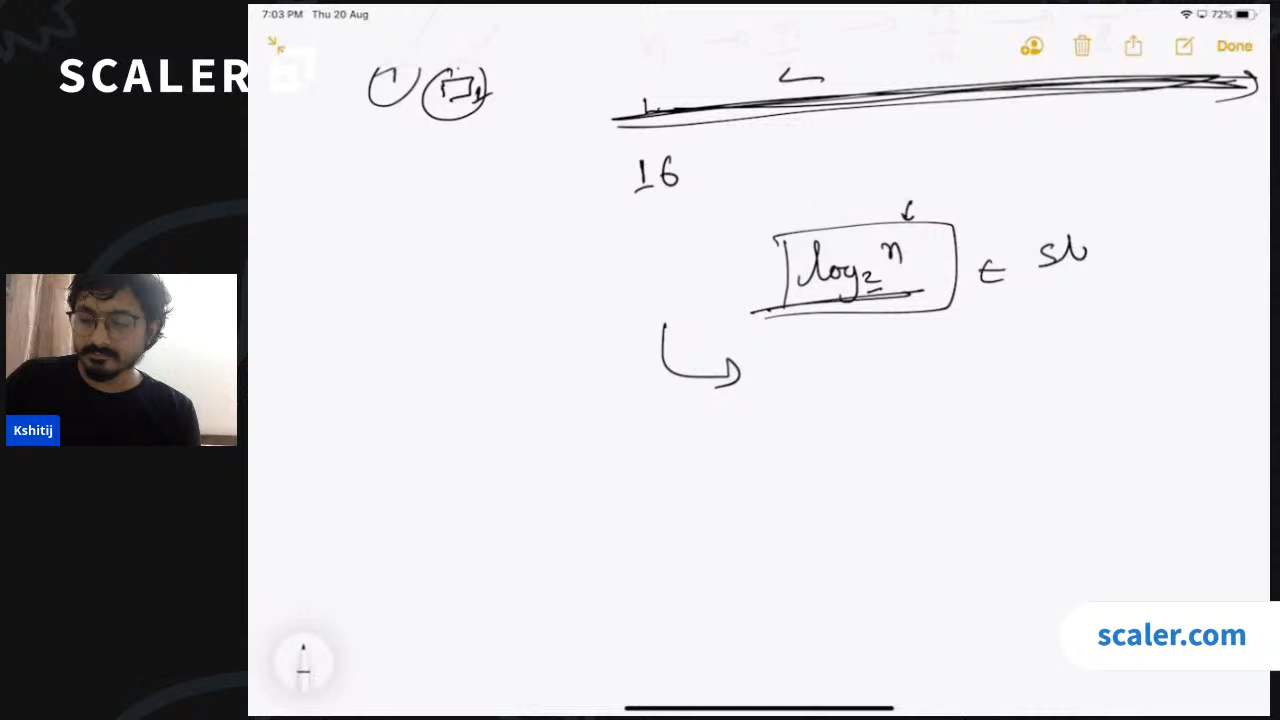 7:03 PM Thu 20 Aug
72%
Done
SCALER
16
log₂ n
Kshitij
scaler.com